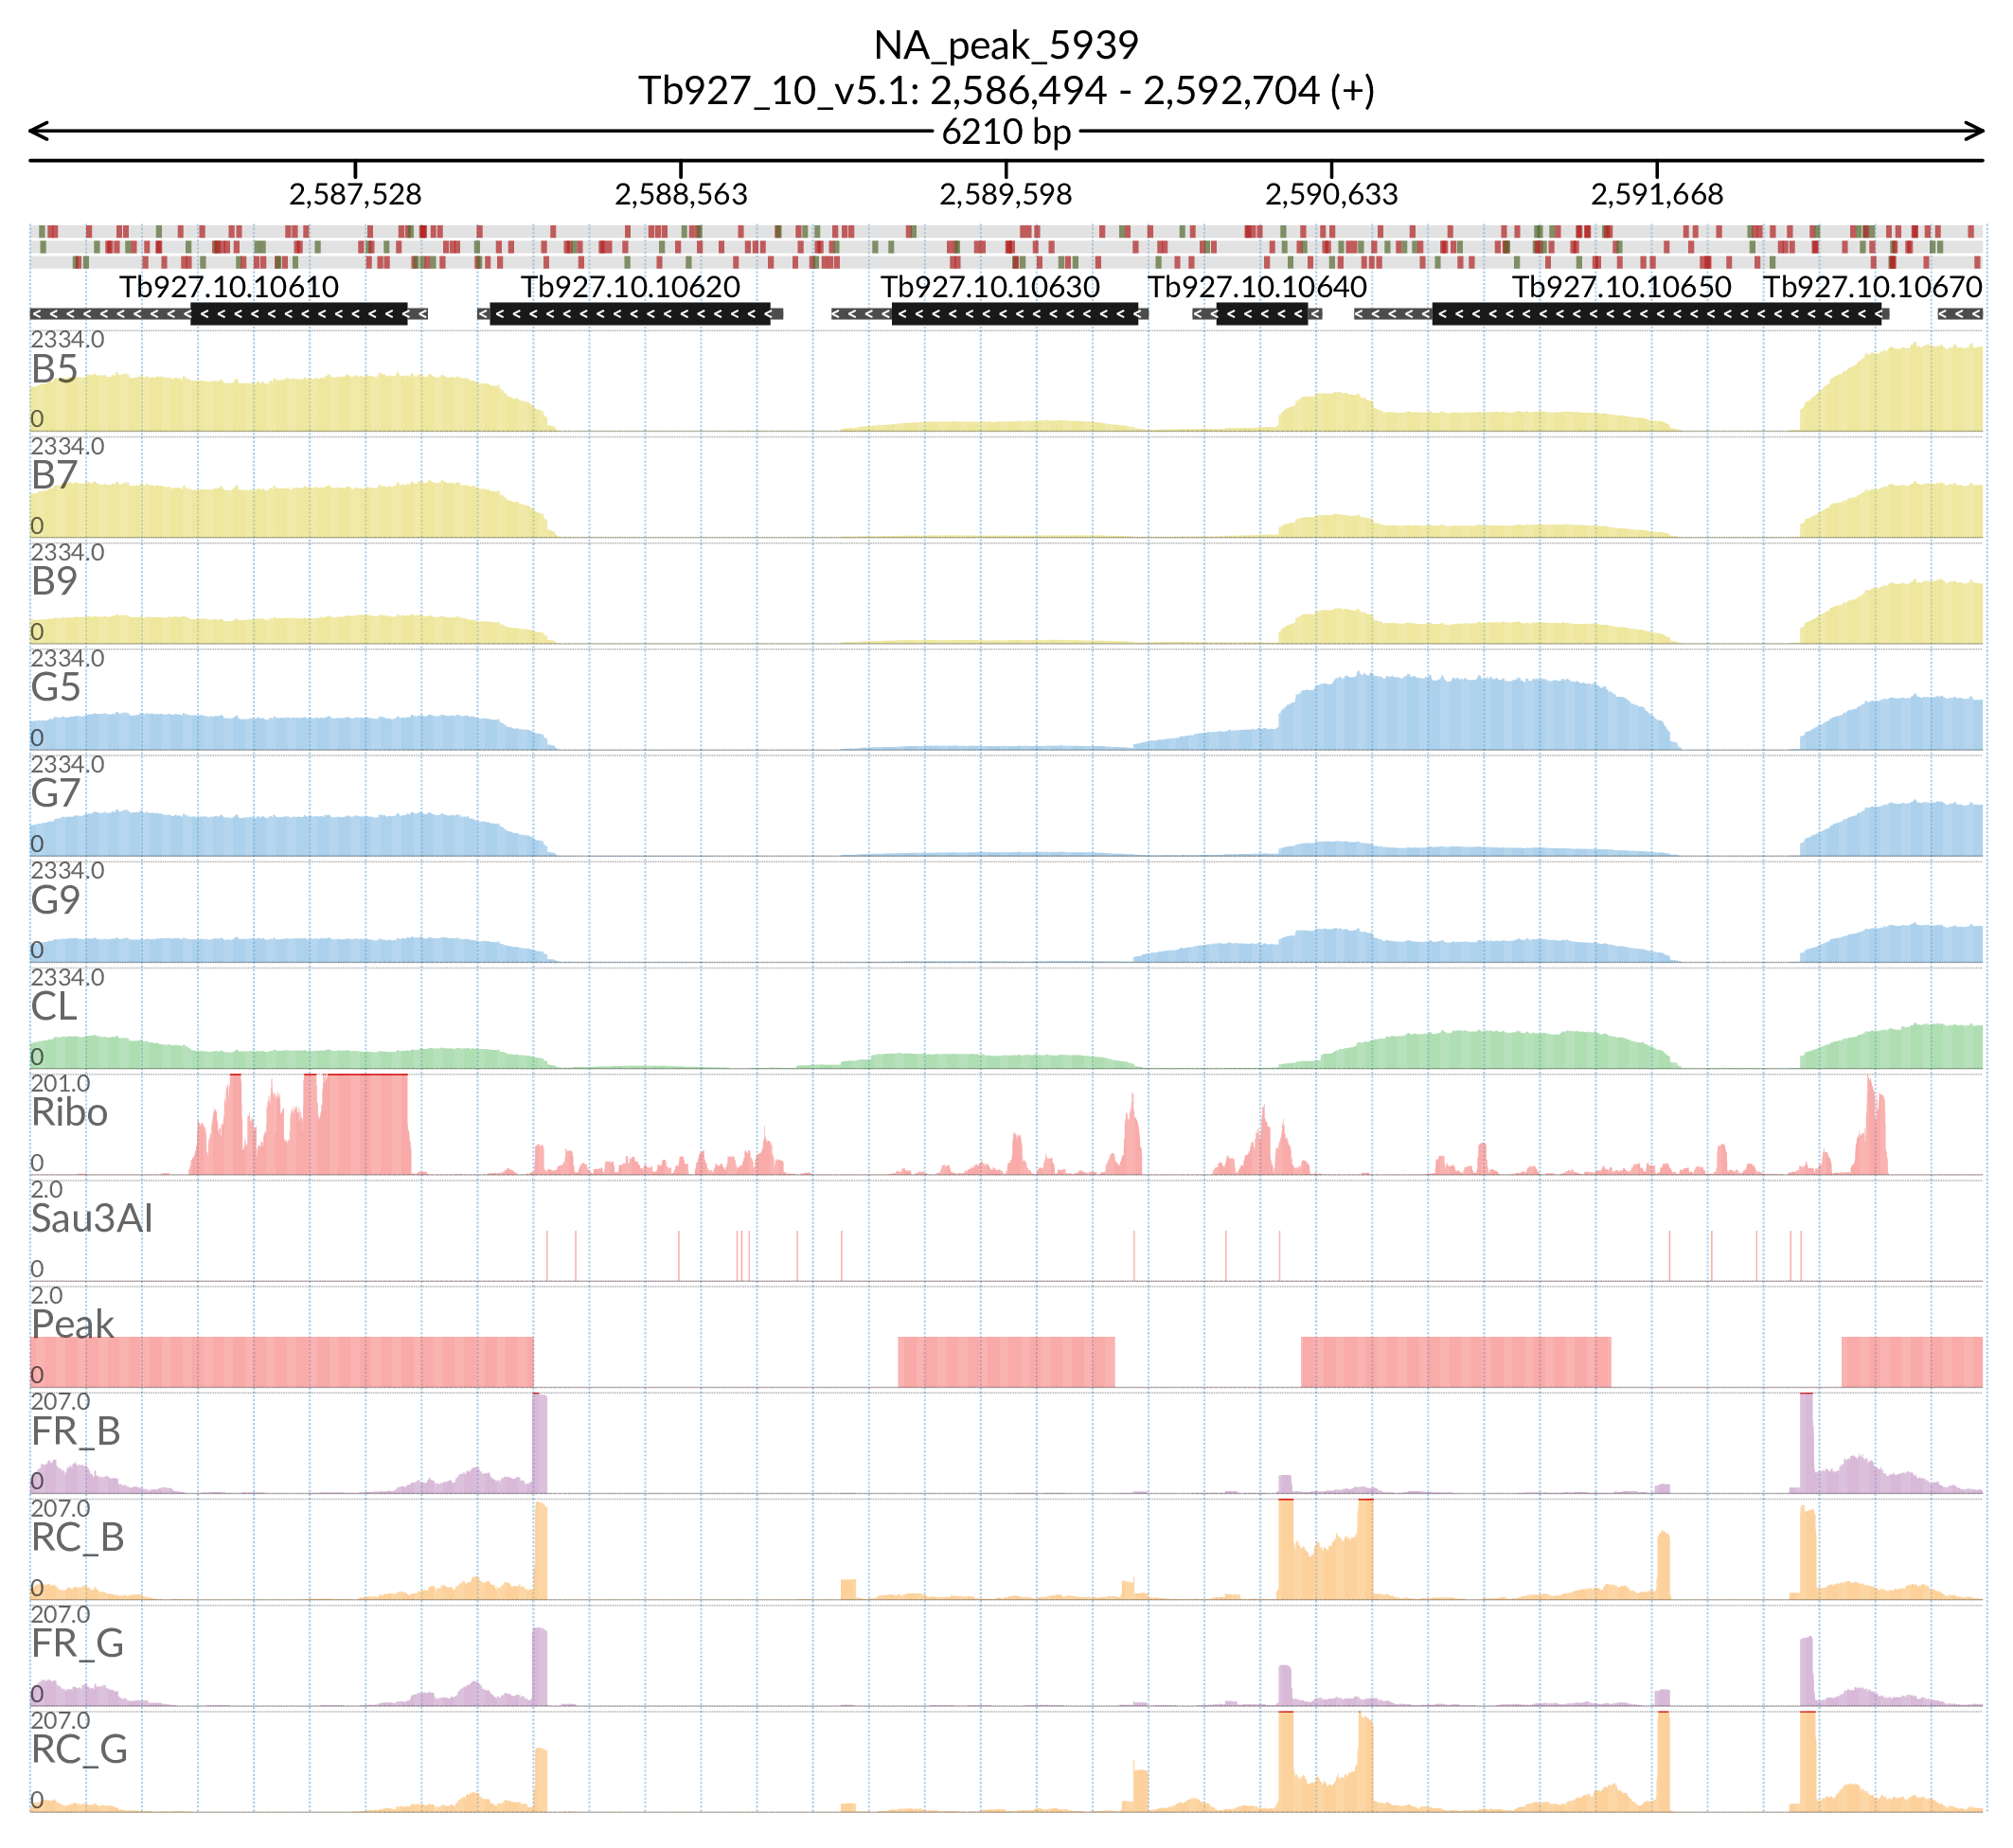 NA_peak_5939
Tb927_10_v5.1: 2,586,494 - 2,592,704 (+)
6210 bp
2,587,528 2,588,563 2,589,598 2,590,633 2,591,668
Tb927.10.10610 Tb927.10.10620 Tb927.10.10630 Tb927.10.10640 Tb927.10.10650 Tb927.10.10670
2334.0
B5
0
2334.0
B7
0
2334.0
B9
0
2334.0
G5
0
2334.0
G7
0
2334.0
G9
0
2334.0
CL
0
201.0
Ribo
0
2.0
Sau3AI
0
2.0
Peak
0
207.0
FR_B
0
207.0
RC_B
0
207.0
FR_G
0
207.0
RC_G
0